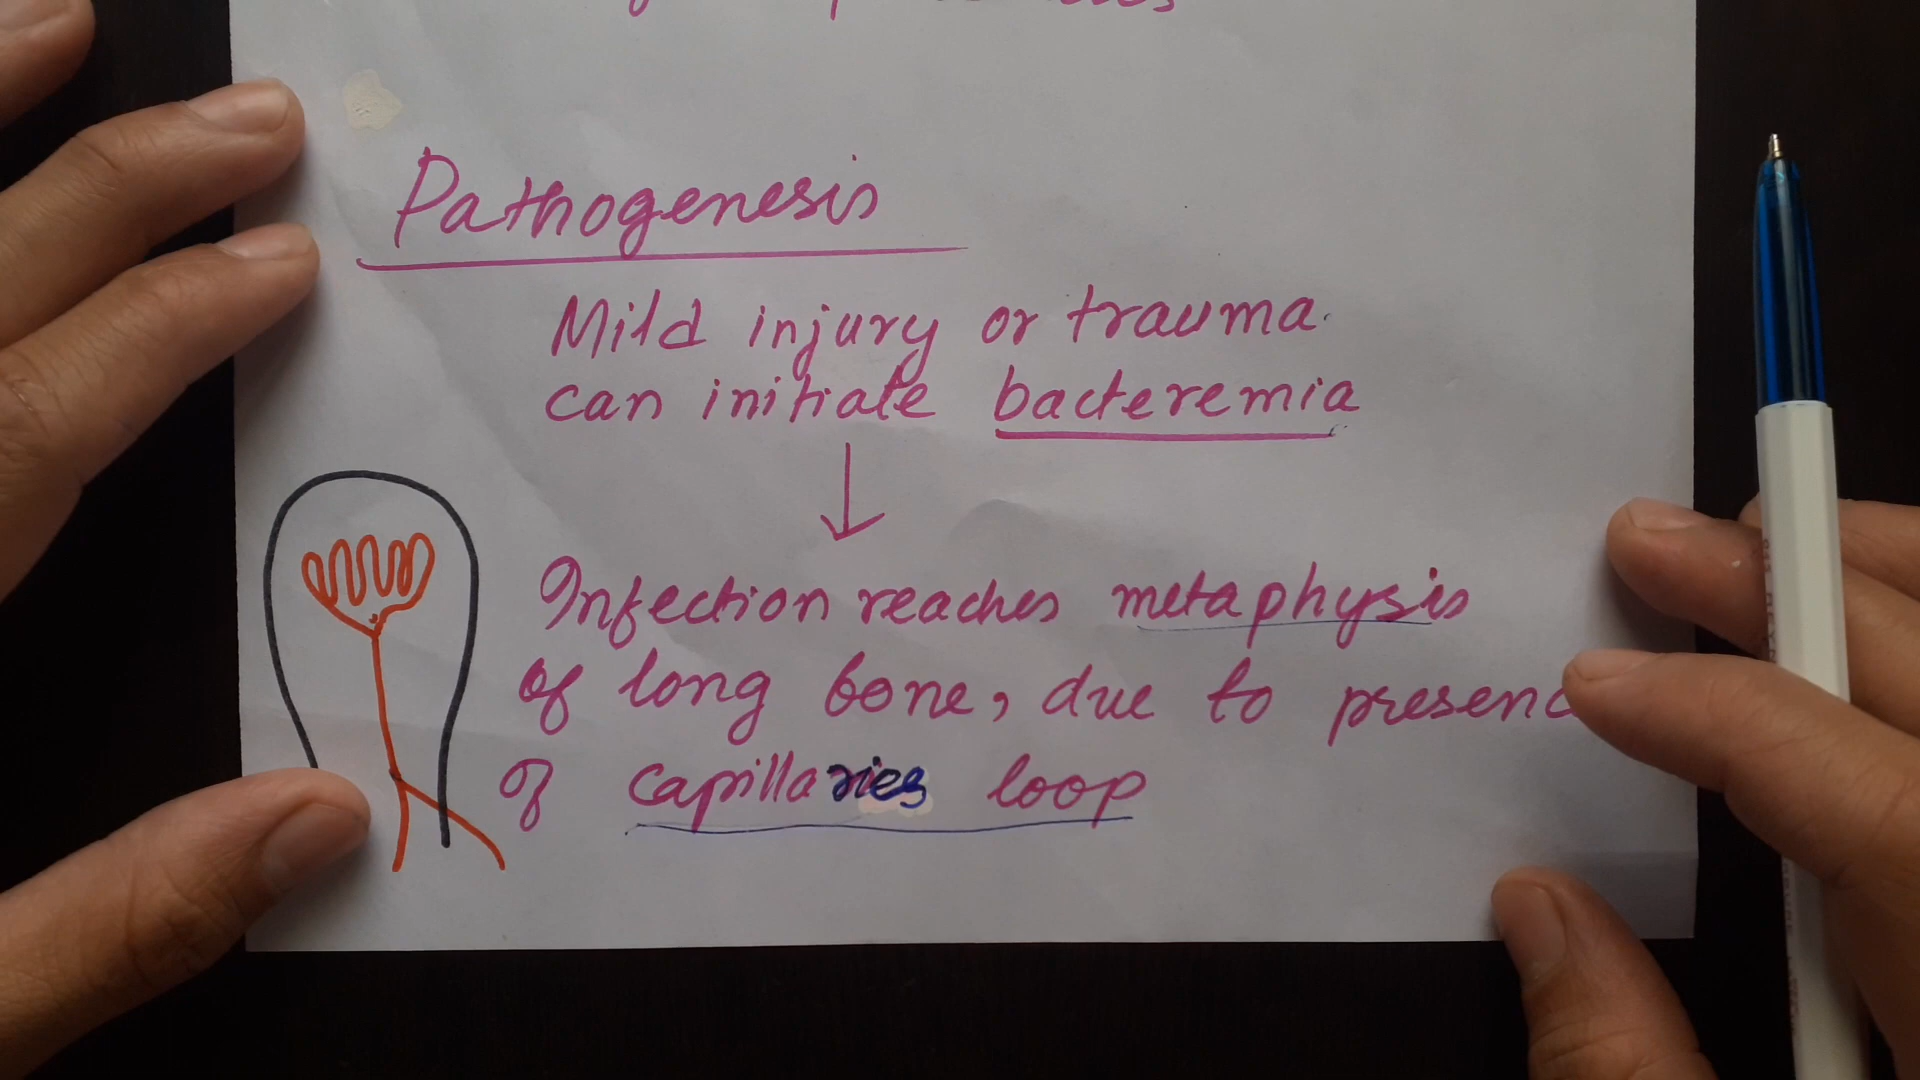 Pathogenesis
Mild injury or trauma.
can initiate bacteremia
Infection reaches metaphysis
of long bone, due to presenc
of capillaries loop